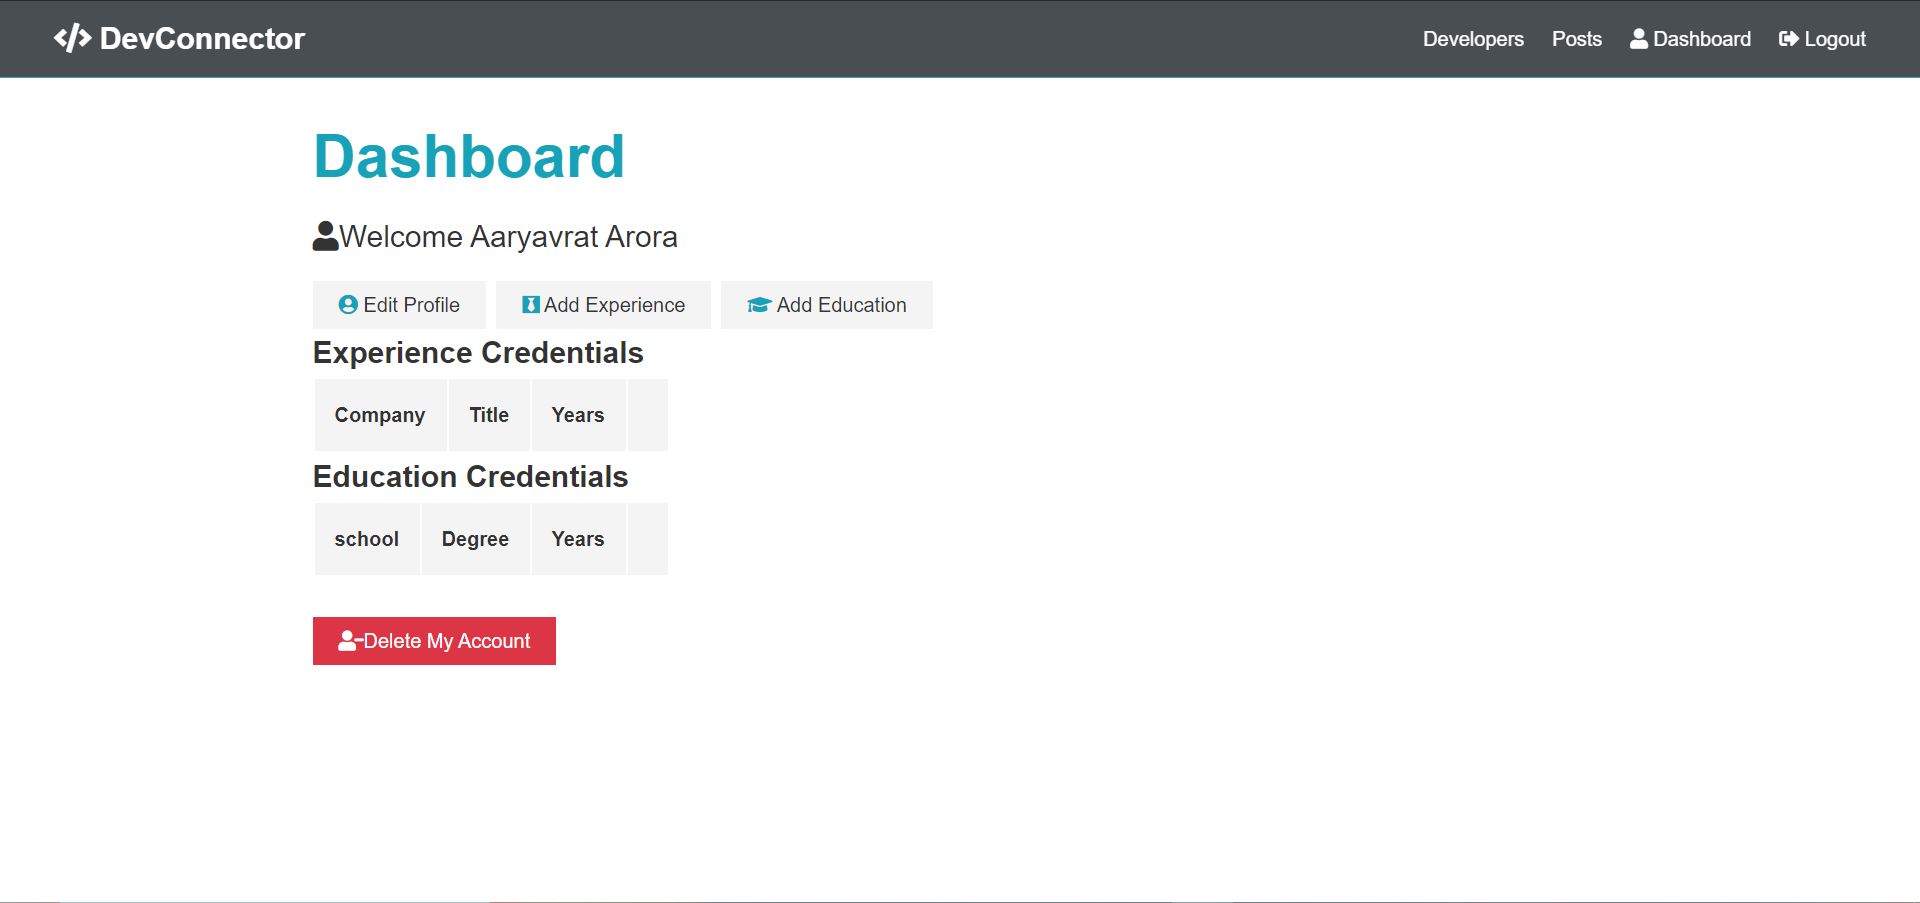 DevConnector Developers Posts Dashboard Logout
Dashboard
Welcome Aaryavrat Arora
Edit Profile Add Experience Add Education
Experience Credentials
Company Title Years
Education Credentials
school Degree Years
Delete My Account